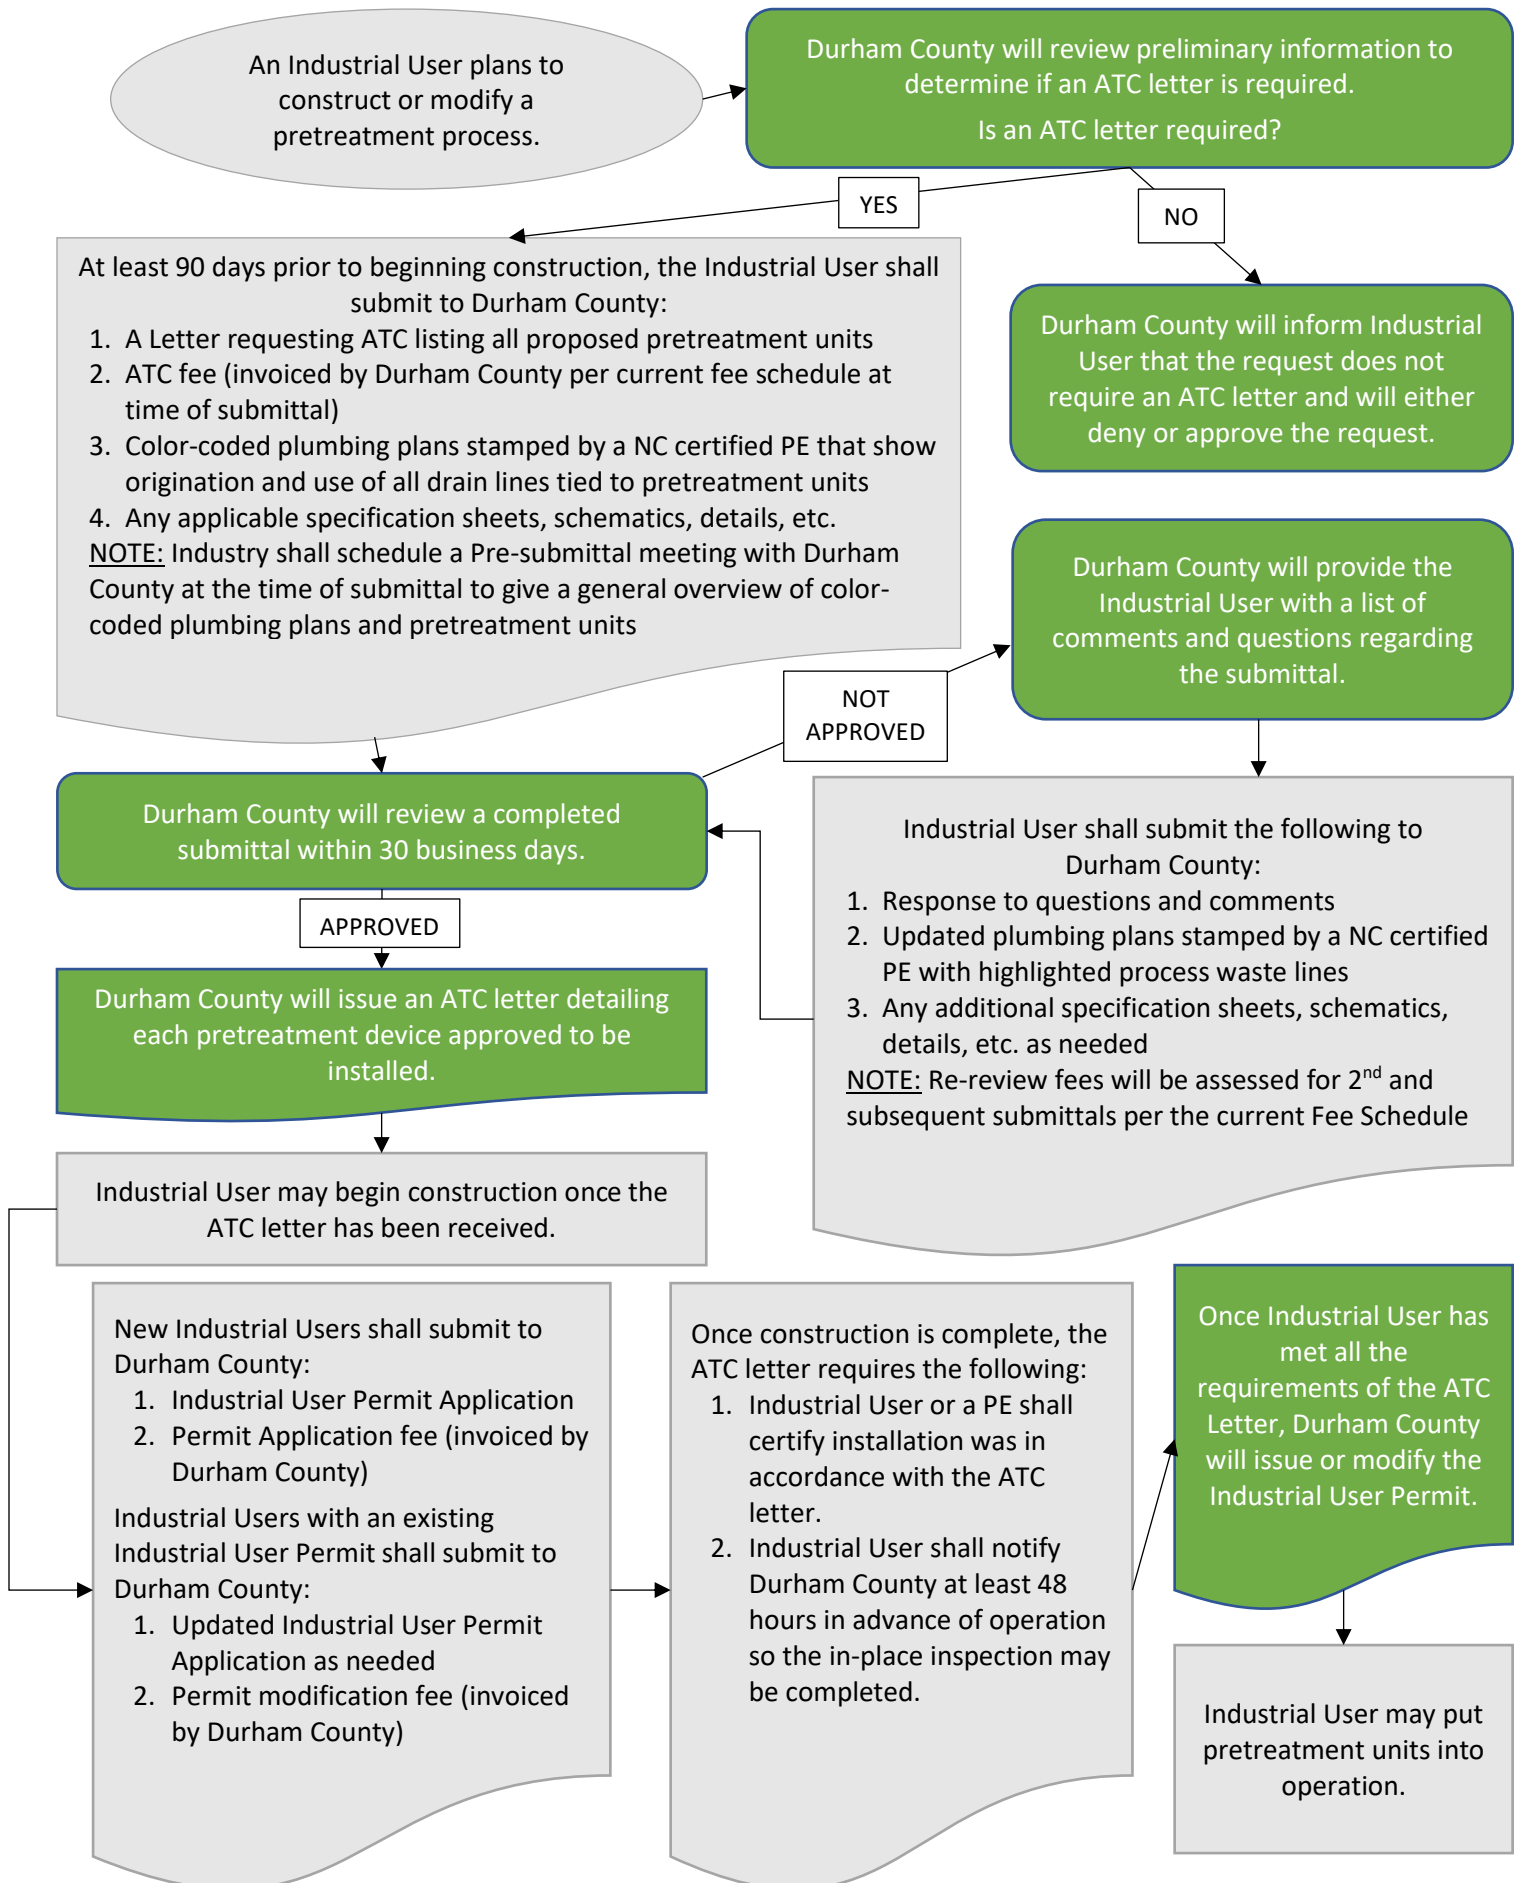 An Industrial User plans to
construct or modify a
pretreatment process.
Durham County will review preliminary information to
determine if an ATC letter is required.
Is an ATC letter required?
YES
NO
At least 90 days prior to beginning construction, the Industrial User shall
submit to Durham County:
1. A Letter requesting ATC listing all proposed pretreatment units
2. ATC fee (invoiced by Durham County per current fee schedule at
time of submittal)
3. Color-coded plumbing plans stamped by a NC certified PE that show
origination and use of all drain lines tied to pretreatment units
4. Any applicable specification sheets, schematics, details, etc.
NOTE: Industry shall schedule a Pre-submittal meeting with Durham
County at the time of submittal to give a general overview of color-
coded plumbing plans and pretreatment units
Durham County will inform Industrial
User that the request does not
require an ATC letter and will either
deny or approve the request.
Durham County will provide the
Industrial User with a list of
comments and questions regarding
the submittal.
NOT
APPROVED
Durham County will review a completed
submittal within 30 business days.
Industrial User shall submit the following to
Durham County:
1. Response to questions and comments
2. Updated plumbing plans stamped by a NC certified
PE with highlighted process waste lines
3. Any additional specification sheets, schematics,
details, etc. as needed
NOTE: Re-review fees will be assessed for 2nd and
subsequent submittals per the current Fee Schedule
APPROVED
Durham County will issue an ATC letter detailing
each pretreatment device approved to be
installed.
Industrial User may begin construction once the
ATC letter has been received.
New Industrial Users shall submit to
Durham County:
1. Industrial User Permit Application
2. Permit Application fee (invoiced by
Durham County)
Industrial Users with an existing
Industrial User Permit shall submit to
Durham County:
1. Updated Industrial User Permit
Application as needed
2. Permit modification fee (invoiced
by Durham County)
Once construction is complete, the
ATC letter requires the following:
1. Industrial User or a PE shall
certify installation was in
accordance with the ATC
letter.
2. Industrial User shall notify
Durham County at least 48
hours in advance of operation
so the in-place inspection may
be completed.
Once Industrial User has
met all the
requirements of the ATC
Letter, Durham County
will issue or modify the
Industrial User Permit.
Industrial User may put
pretreatment units into
operation.